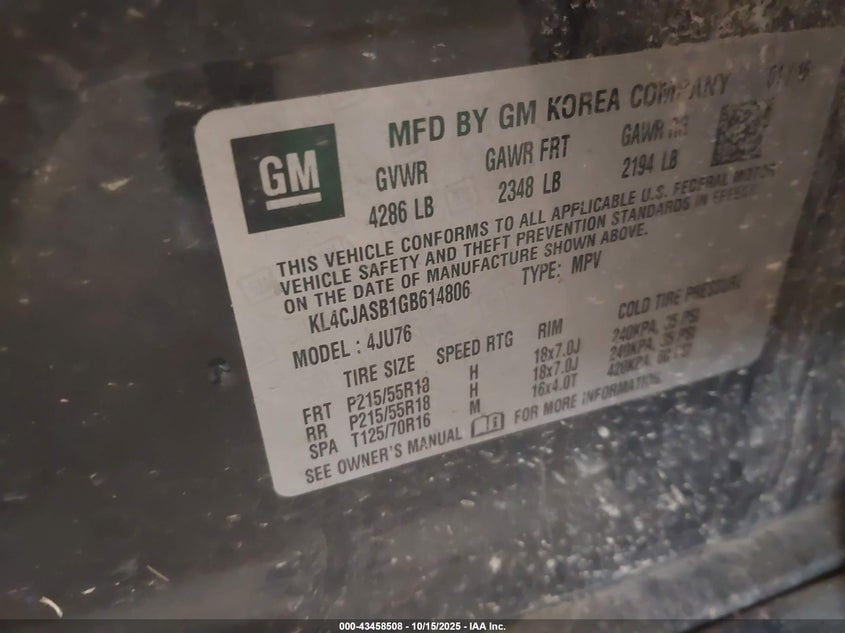 GM
MFD BY GM KOREA COMPANY
GVWR GAWR FRT GAWR RR
4286 LB 2348 LB 2194 LB
THIS VEHICLE CONFORMS TO ALL APPLICABLE U.S. FEDERAL MOTOR
VEHICLE SAFETY AND THEFT PREVENTION STANDARDS IN EFFECT
ON THE DATE OF MANUFACTURE SHOWN ABOVE.
KL4CJASB1GB614806 TYPE: MPV
MODEL : 4JU76
TIRE SIZE SPEED RTG RIM COLD TIRE PRESSURE
FRT P215/55R18 H 18x7.0J 240KPA, 35 PSI
RR P215/55R18 H 18x7.0J 240KPA, 35 PSI
SPA T125/70R16 M 16x4.0T 420KPA, 60 PSI
SEE OWNER'S MANUAL FOR MORE INFORMATION.
000-43458508 - 10/15/2025 - IAA Inc.